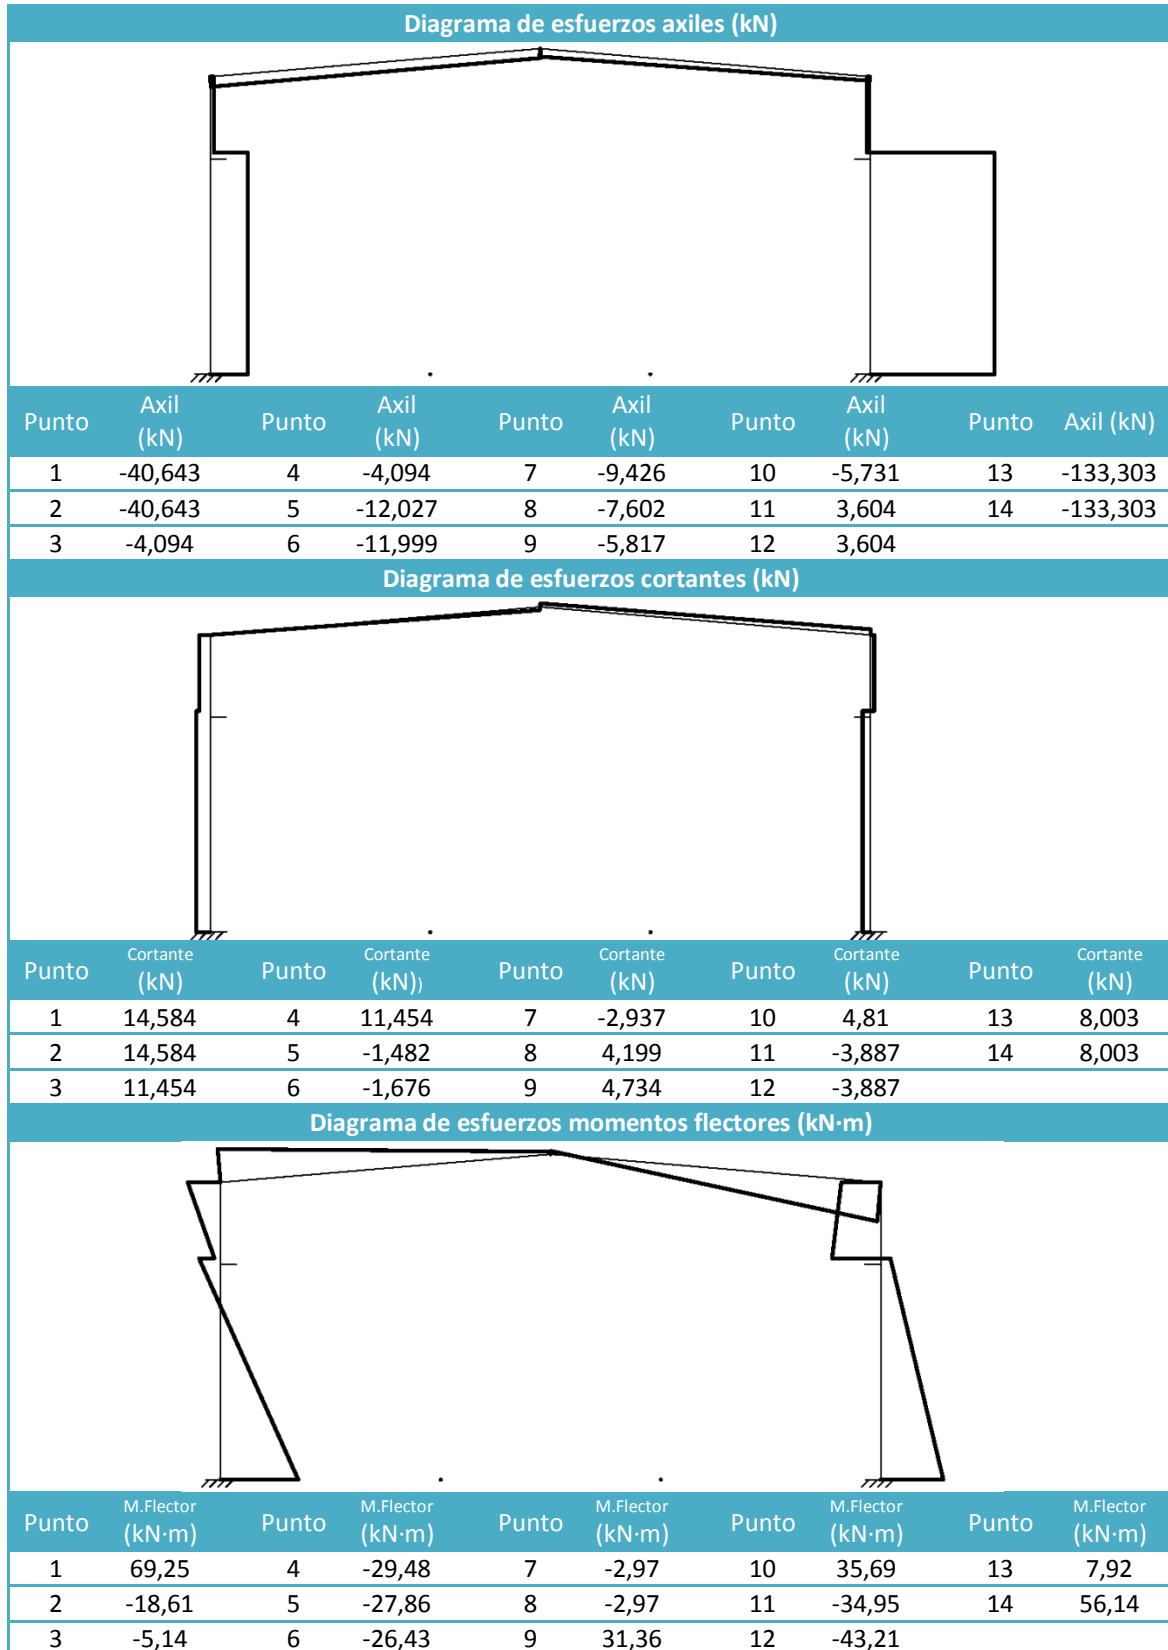 Diagrama de esfuerzos axiles (kN)
Punto Axil (kN) Punto Axil (kN) Punto Axil (kN) Punto Axil (kN) Punto Axil (kN)
1 -40,643 4 -4,094 7 -9,426 10 -5,731 13 -133,303
2 -40,643 5 -12,027 8 -7,602 11 3,604 14 -133,303
3 -4,094 6 -11,999 9 -5,817 12 3,604
Diagrama de esfuerzos cortantes (kN)
Punto Cortante (kN) Punto Cortante (kN)) Punto Cortante (kN) Punto Cortante (kN) Punto Cortante (kN)
1 14,584 4 11,454 7 -2,937 10 4,81 13 8,003
2 14,584 5 -1,482 8 4,199 11 -3,887 14 8,003
3 11,454 6 -1,676 9 4,734 12 -3,887
Diagrama de esfuerzos momentos flectores (kN·m)
Punto M.Flector (kN·m) Punto M.Flector (kN·m) Punto M.Flector (kN·m) Punto M.Flector (kN·m) Punto M.Flector (kN·m)
1 69,25 4 -29,48 7 -2,97 10 35,69 13 7,92
2 -18,61 5 -27,86 8 -2,97 11 -34,95 14 56,14
3 -5,14 6 -26,43 9 31,36 12 -43,21